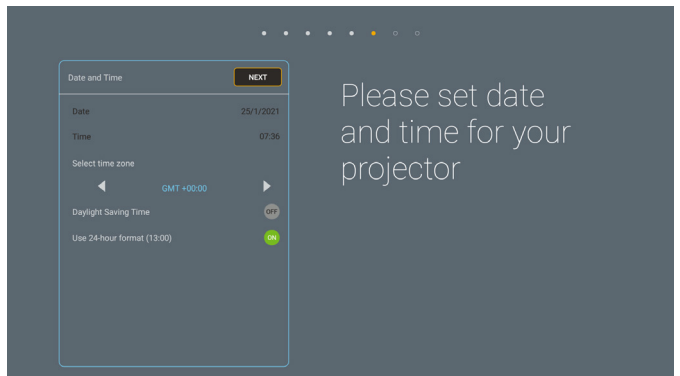 Date and Time
NEXT
Date 25/1/2021
Time 07:36
Select time zone
GMT +00:00
Daylight Saving Time OFF
Use 24-hour format (13:00) ON
Please set date
and time for your
projector